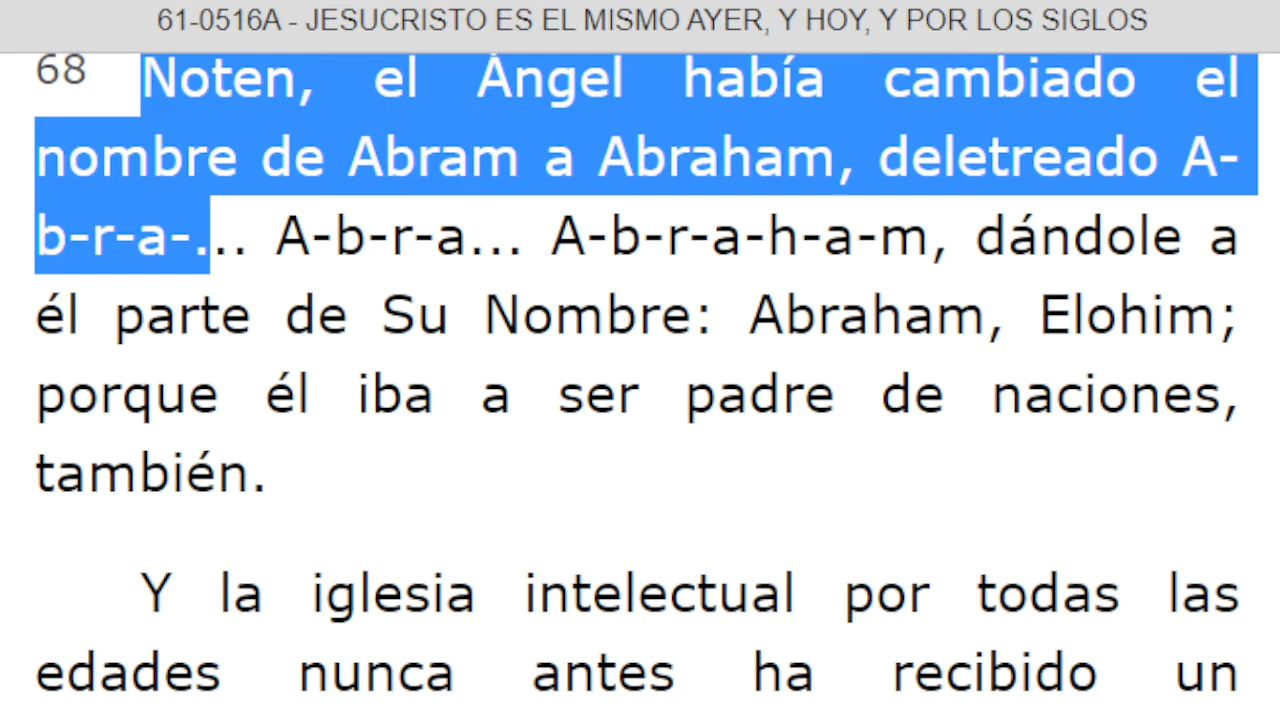 61-0516A - JESUCRISTO ES EL MISMO AYER, Y HOY, Y POR LOS SIGLOS
68 Noten, el Ángel había cambiado el
nombre de Abram a Abraham, deletreado A-
b-r-a-... A-b-r-a... A-b-r-a-h-a-m, dándole a
él parte de Su Nombre: Abraham, Elohim;
porque él iba a ser padre de naciones,
también.
Y la iglesia intelectual por todas las
edades nunca antes ha recibido un